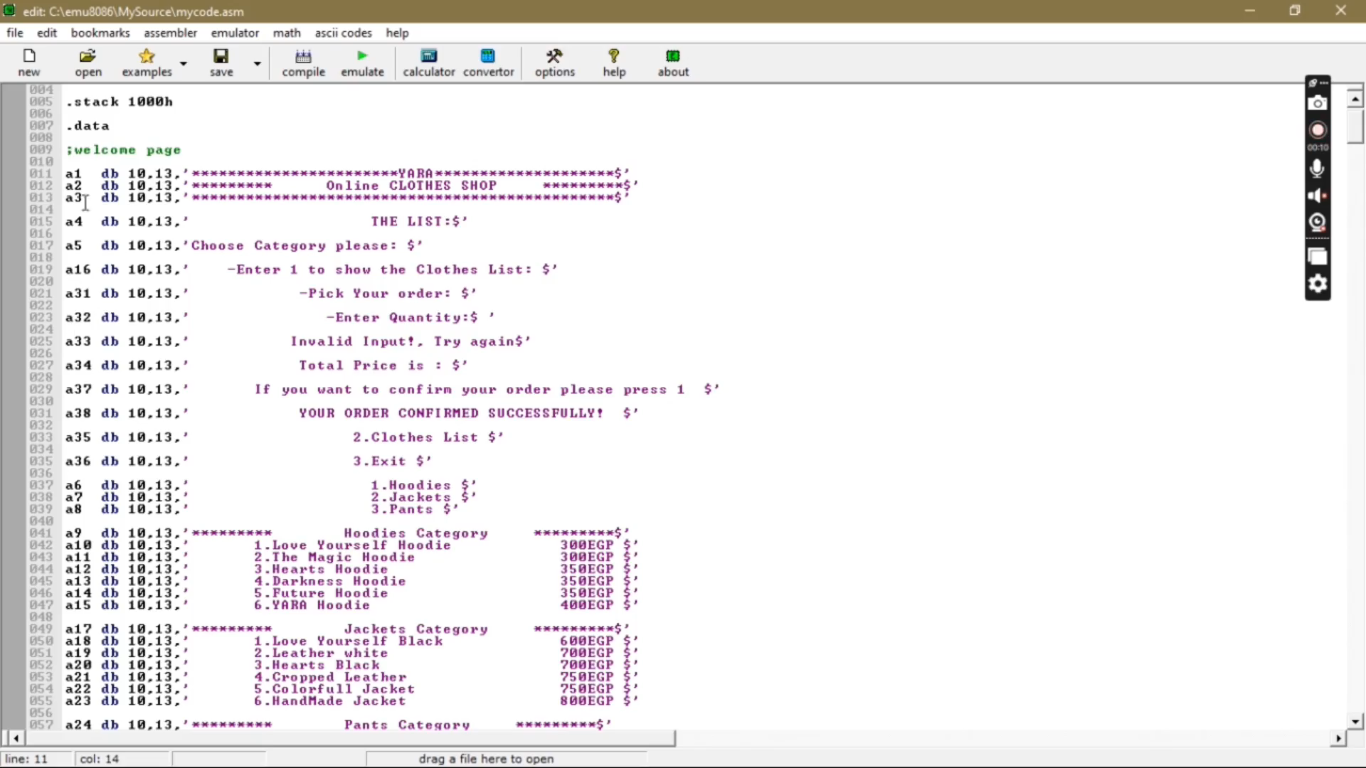 edit: C:\emu8086\MySource\mycode.asm
file edit bookmarks assembler emulator math ascii codes help
new open examples save compile emulate calculator convertor options help about
004
005 .stack 1000h
006
007 .data
008
009 ;welcome page
010
011 a1 db 10,13,'***********************YARA********************$'
012 a2 db 10,13,'********* Online CLOTHES SHOP *********$'
013 a3 db 10,13,'***********************************************$'
014
015 a4 db 10,13,' THE LIST:$'
016
017 a5 db 10,13,'Choose Category please: $'
018
019 a16 db 10,13,' -Enter 1 to show the Clothes List: $'
020
021 a31 db 10,13,' -Pick Your order: $'
022
023 a32 db 10,13,' -Enter Quantity:$ '
024
025 a33 db 10,13,' Invalid Input!, Try again$'
026
027 a34 db 10,13,' Total Price is : $'
028
029 a37 db 10,13,' If you want to confirm your order please press 1 $'
030
031 a38 db 10,13,' YOUR ORDER CONFIRMED SUCCESSFULLY! $'
032
033 a35 db 10,13,' 2.Clothes List $'
034
035 a36 db 10,13,' 3.Exit $'
036
037 a6 db 10,13,' 1.Hoodies $'
038 a7 db 10,13,' 2.Jackets $'
039 a8 db 10,13,' 3.Pants $'
040
041 a9 db 10,13,'********* Hoodies Category *********$'
042 a10 db 10,13,' 1.Love Yourself Hoodie 300EGP $'
043 a11 db 10,13,' 2.The Magic Hoodie 300EGP $'
044 a12 db 10,13,' 3.Hearts Hoodie 350EGP $'
045 a13 db 10,13,' 4.Darkness Hoodie 350EGP $'
046 a14 db 10,13,' 5.Future Hoodie 350EGP $'
047 a15 db 10,13,' 6.YARA Hoodie 400EGP $'
048
049 a17 db 10,13,'********* Jackets Category *********$'
050 a18 db 10,13,' 1.Love Yourself Black 600EGP $'
051 a19 db 10,13,' 2.Leather white 700EGP $'
052 a20 db 10,13,' 3.Hearts Black 700EGP $'
053 a21 db 10,13,' 4.Cropped Leather 750EGP $'
054 a22 db 10,13,' 5.Colorfull Jacket 750EGP $'
055 a23 db 10,13,' 6.HandMade Jacket 800EGP $'
056
057 a24 db 10,13,'********* Pants Category *********$'
00:10
line: 11 col: 14 drag a file here to open